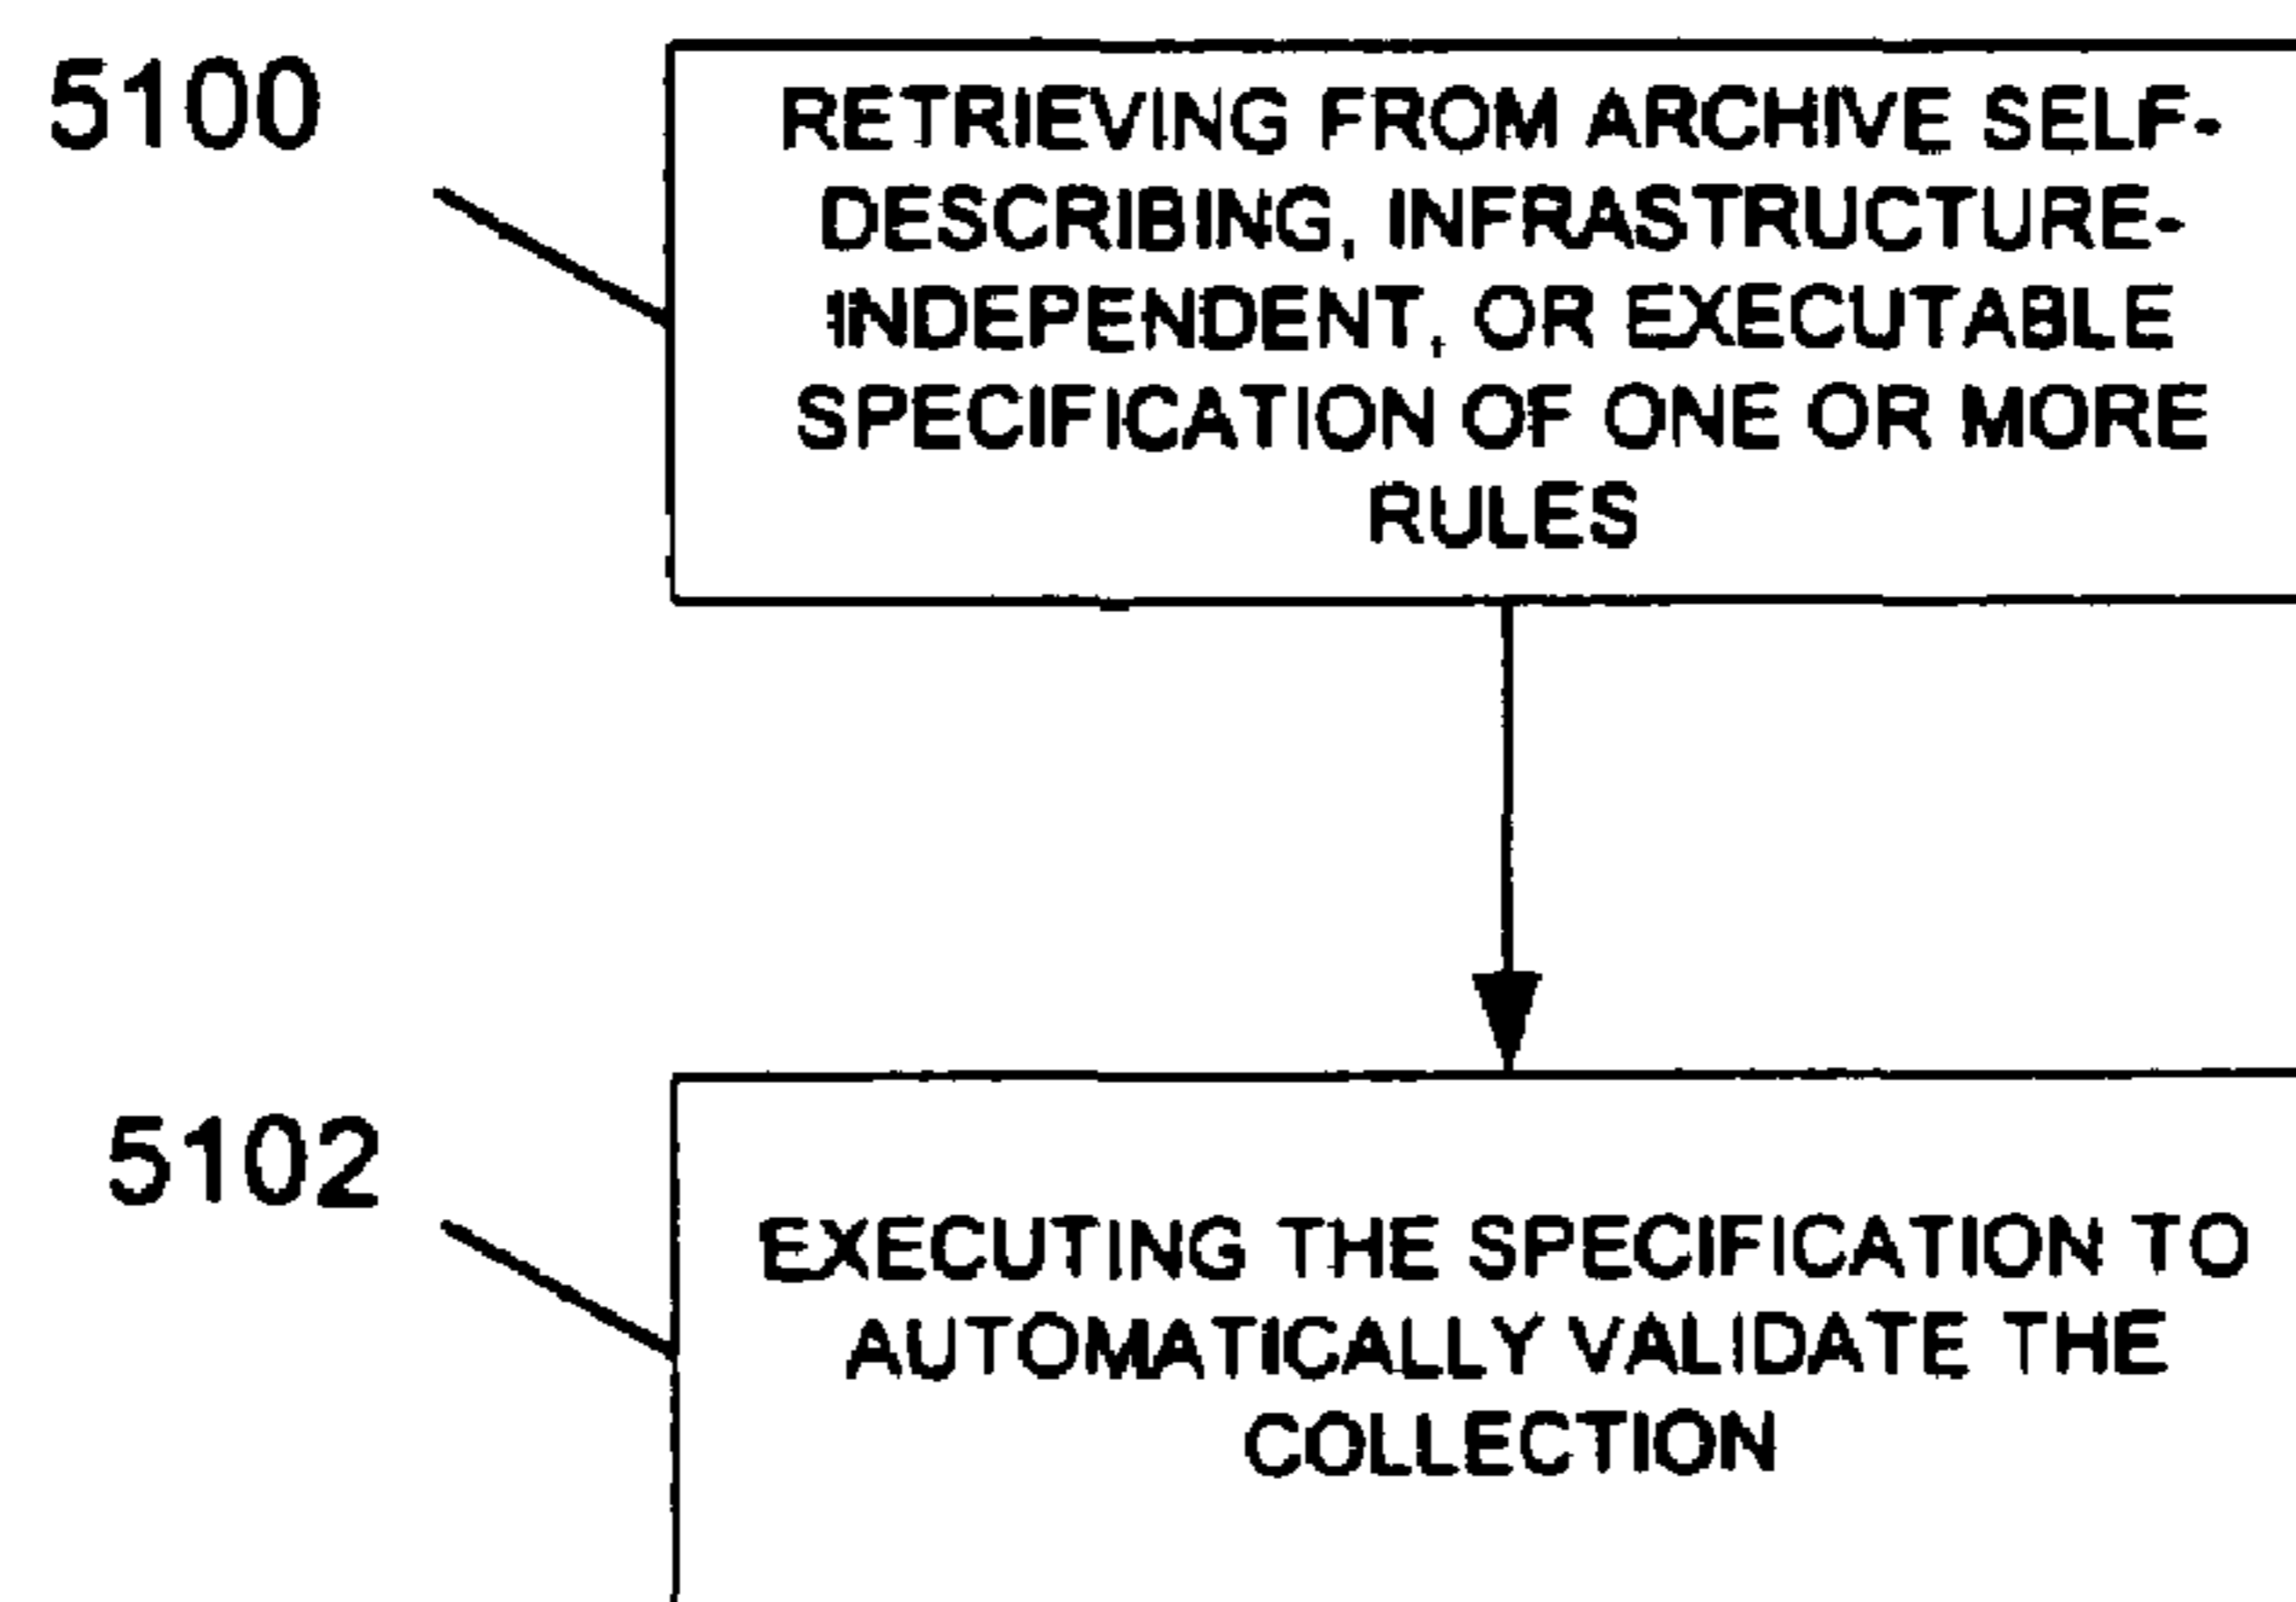 5100
RETRIEVING FROM ARCHIVE SELF-
DESCRIBING, INFRASTRUCTURE-
INDEPENDENT, OR EXECUTABLE
SPECIFICATION OF ONE OR MORE
RULES
5102
EXECUTING THE SPECIFICATION TO
AUTOMATICALLY VALIDATE THE
COLLECTION